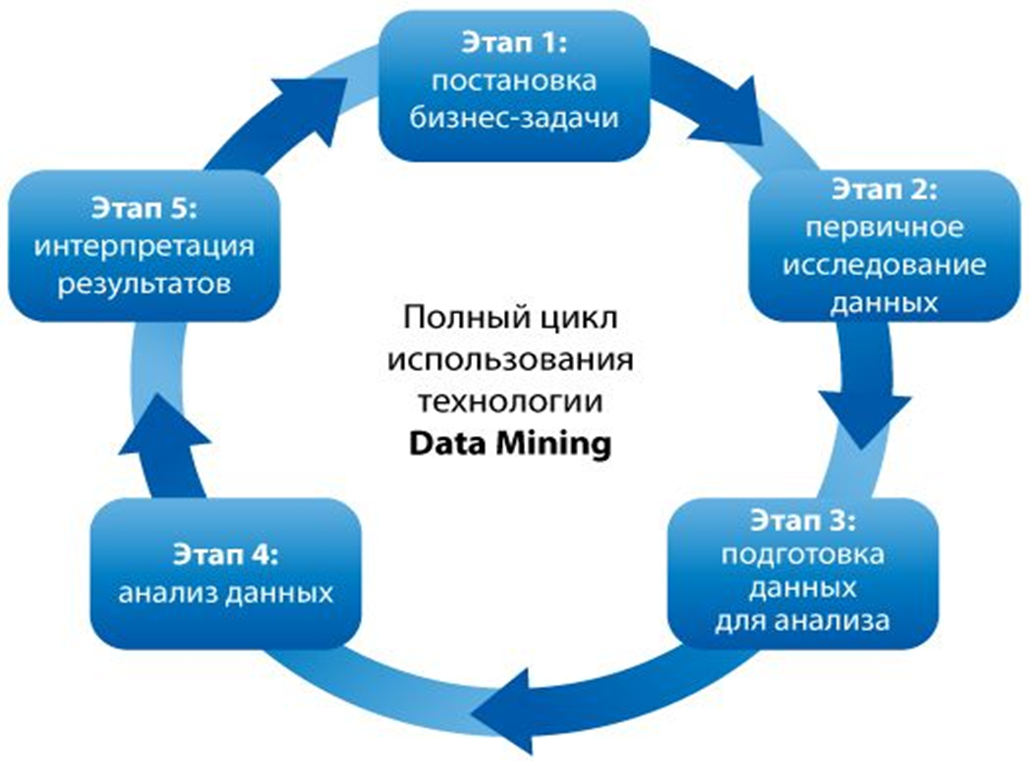 Этап 1:
постановка
бизнес-задачи
Этап 2:
первичное
исследование
данных
Этап 3:
подготовка
данных
для анализа
Этап 4:
анализ данных
Этап 5:
интерпретация
результатов
Полный цикл
использования
технологии
Data Mining